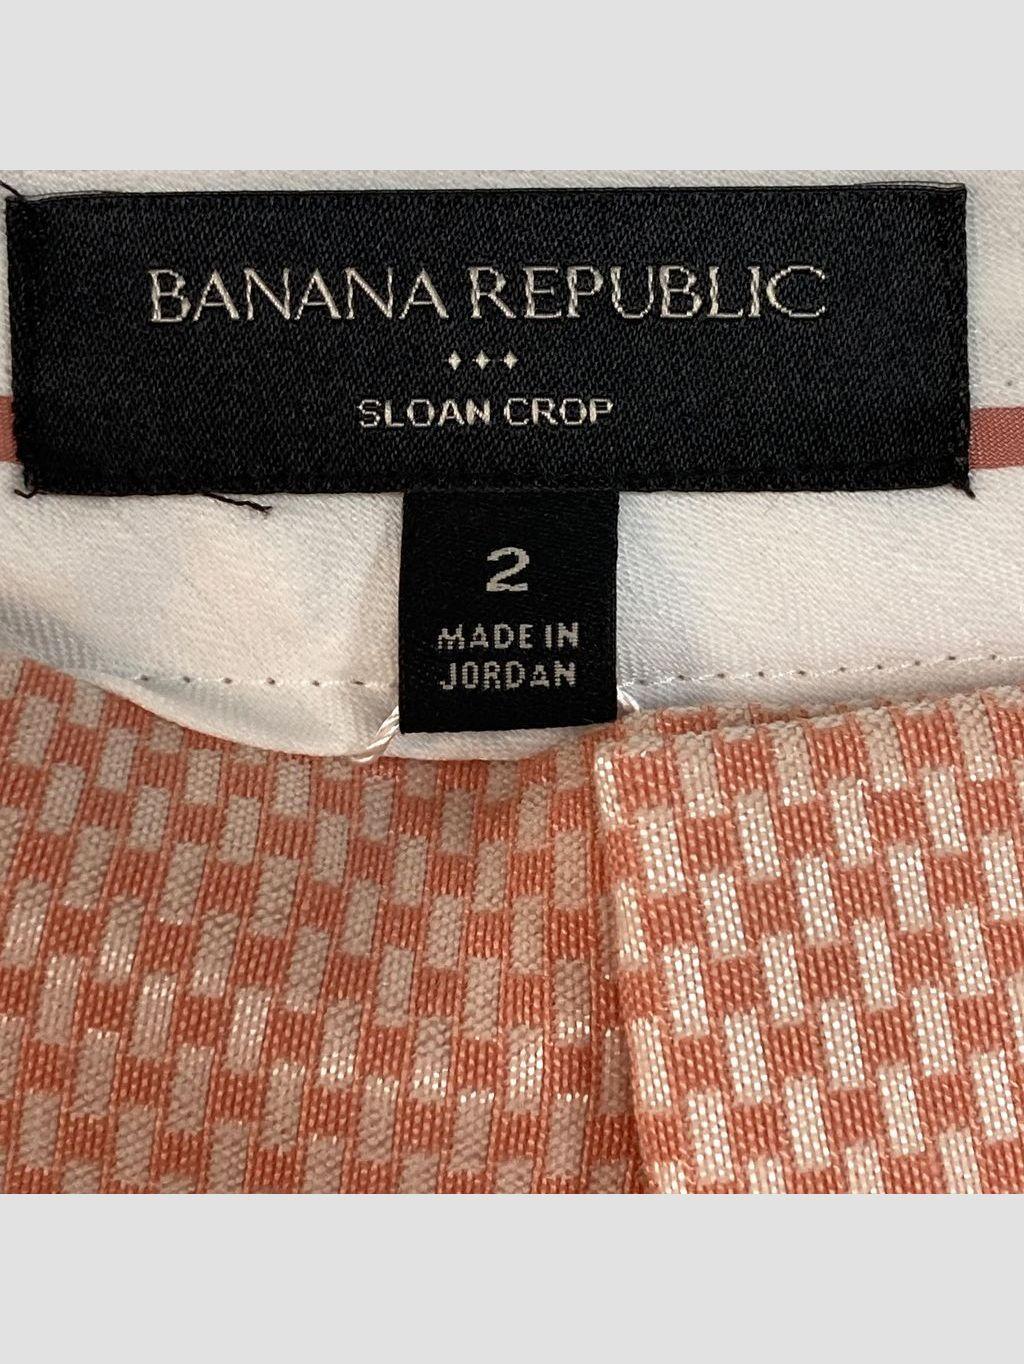 BANANA REPUBLIC
SLOAN CROP
2
MADE IN
JORDAN